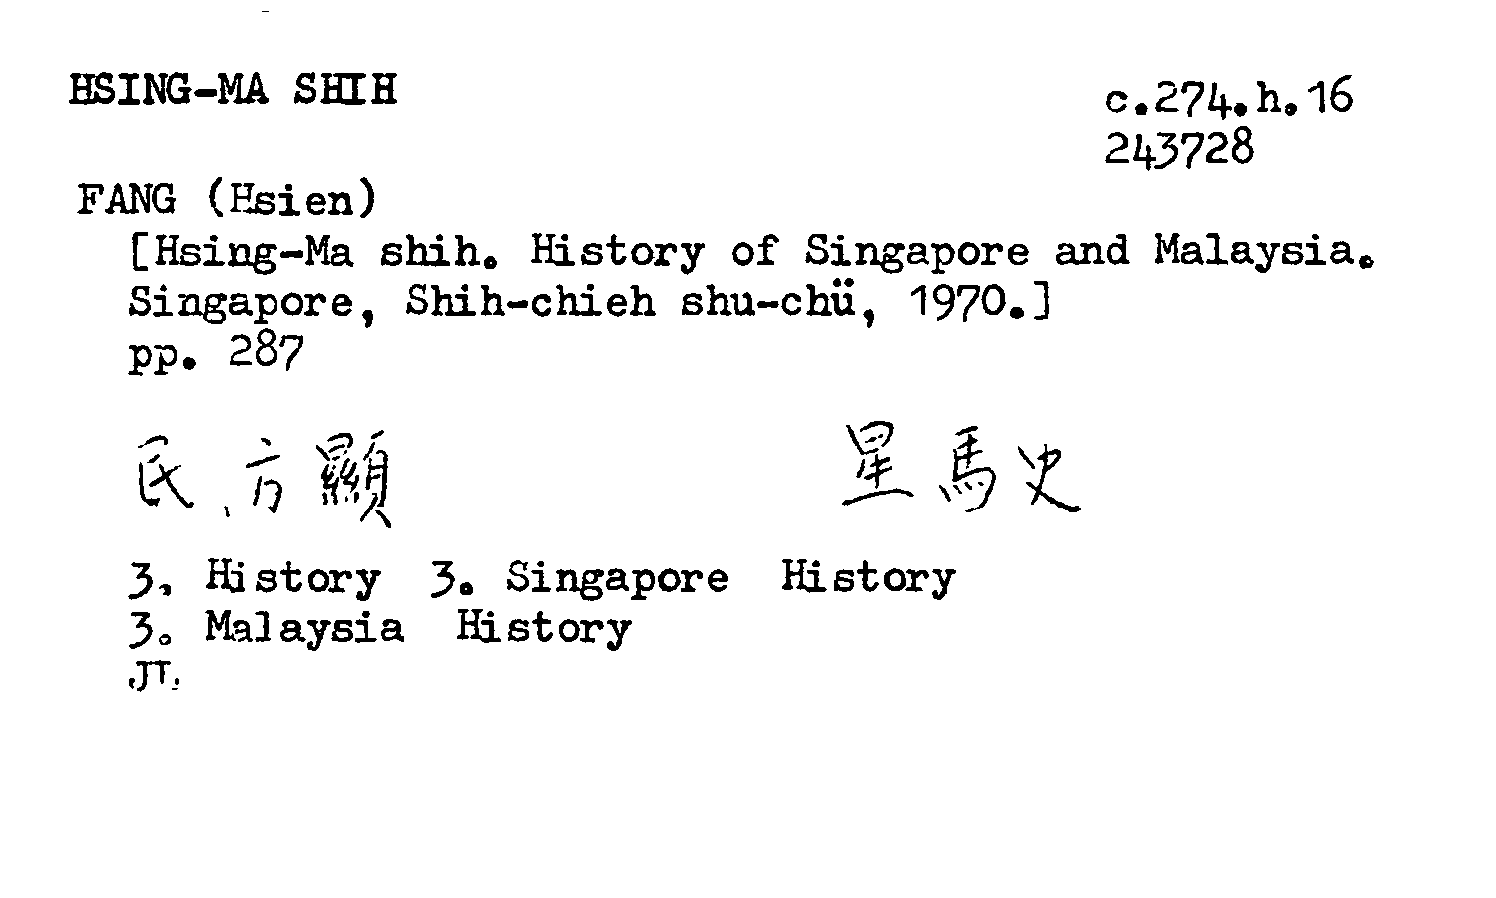 HSING-MA SHIH
c.274.h.16
243728
FANG (Hsien)
[Hsing-Ma shih. History of Singapore and Malaysia.
Singapore, Shih-chieh shu-chü, 1970.]
pp. 287
氏、方顯 星馬史
3. History 3. Singapore History
3. Malaysia History
JT.